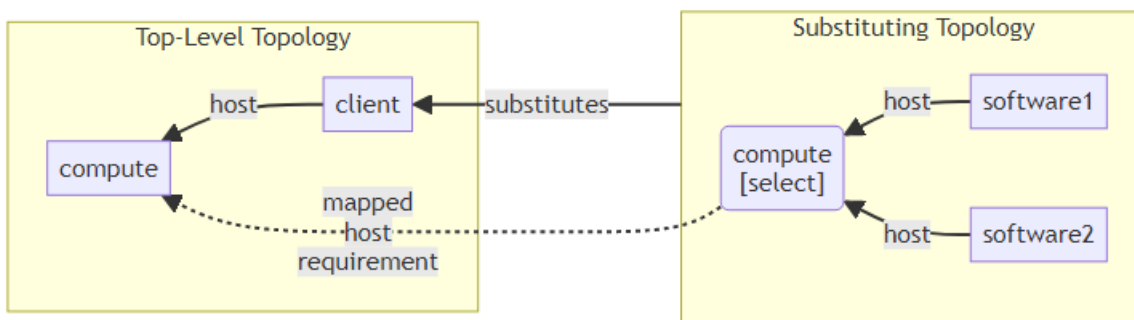 Top-Level Topology
host
client
compute
mapped
host
requirement
substitutes
Substituting Topology
host
software1
compute
[select]
host
software2